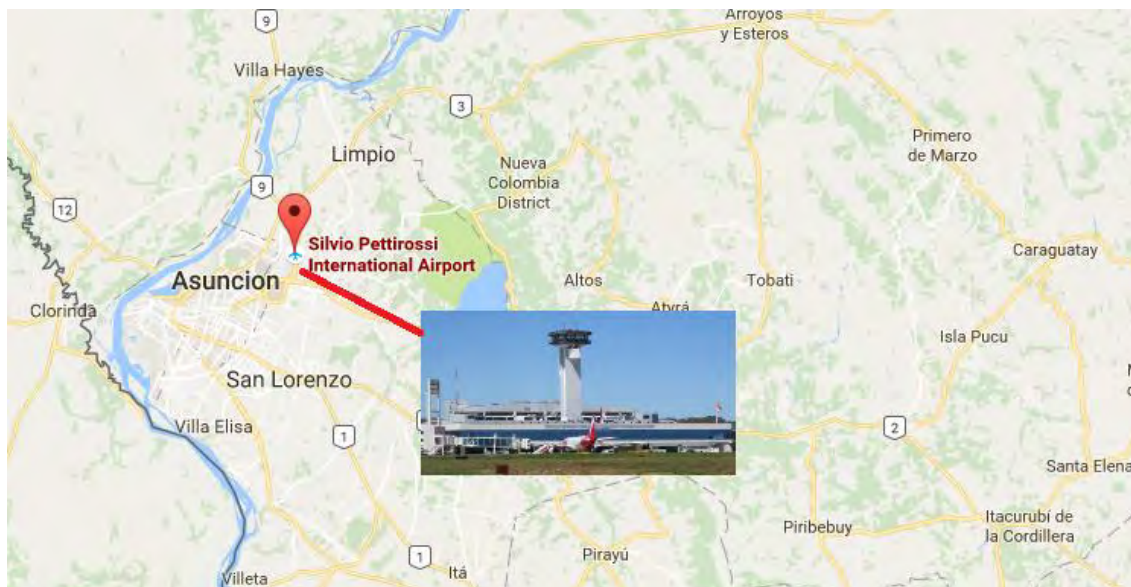 9
Arroyos
y Esteros
Villa Hayes
3
Primero
de Marzo
Limpio
Nueva
Colombia
District
9
12
Silvio Pettirossi
International Airport
Caraguatay
Asuncion
Altos
Tobati
Clorinda
Atyrá
Isla Pucu
San Lorenzo
Villa Elisa
1
2
Santa Elena
Piribebuy
Itacurubí de
la Cordillera
1
Pirayú
Itá
Villeta